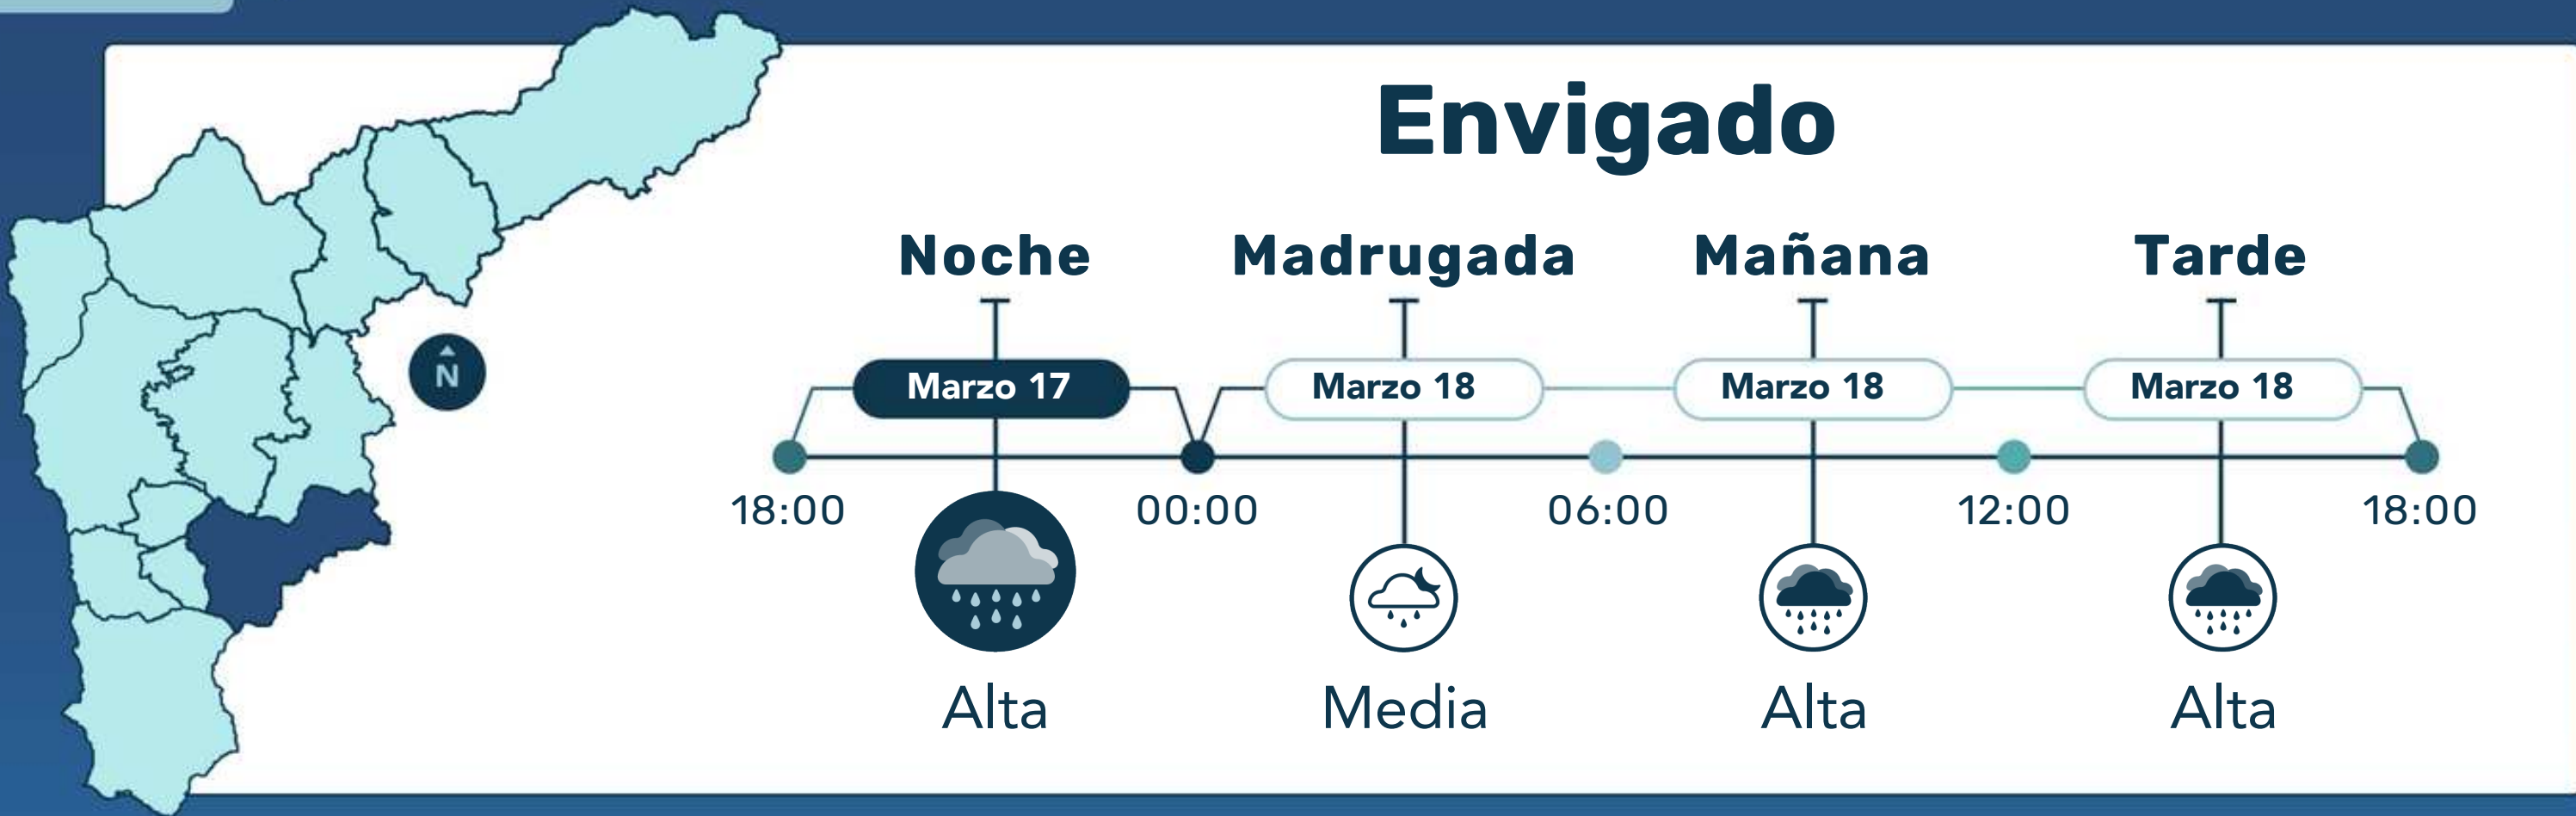 Envigado
Noche
Madrugada
Mañana
Tarde
N
Marzo 17
Marzo 18
Marzo 18
Marzo 18
18:00
00:00
06:00
12:00
18:00
Alta
Media
Alta
Alta